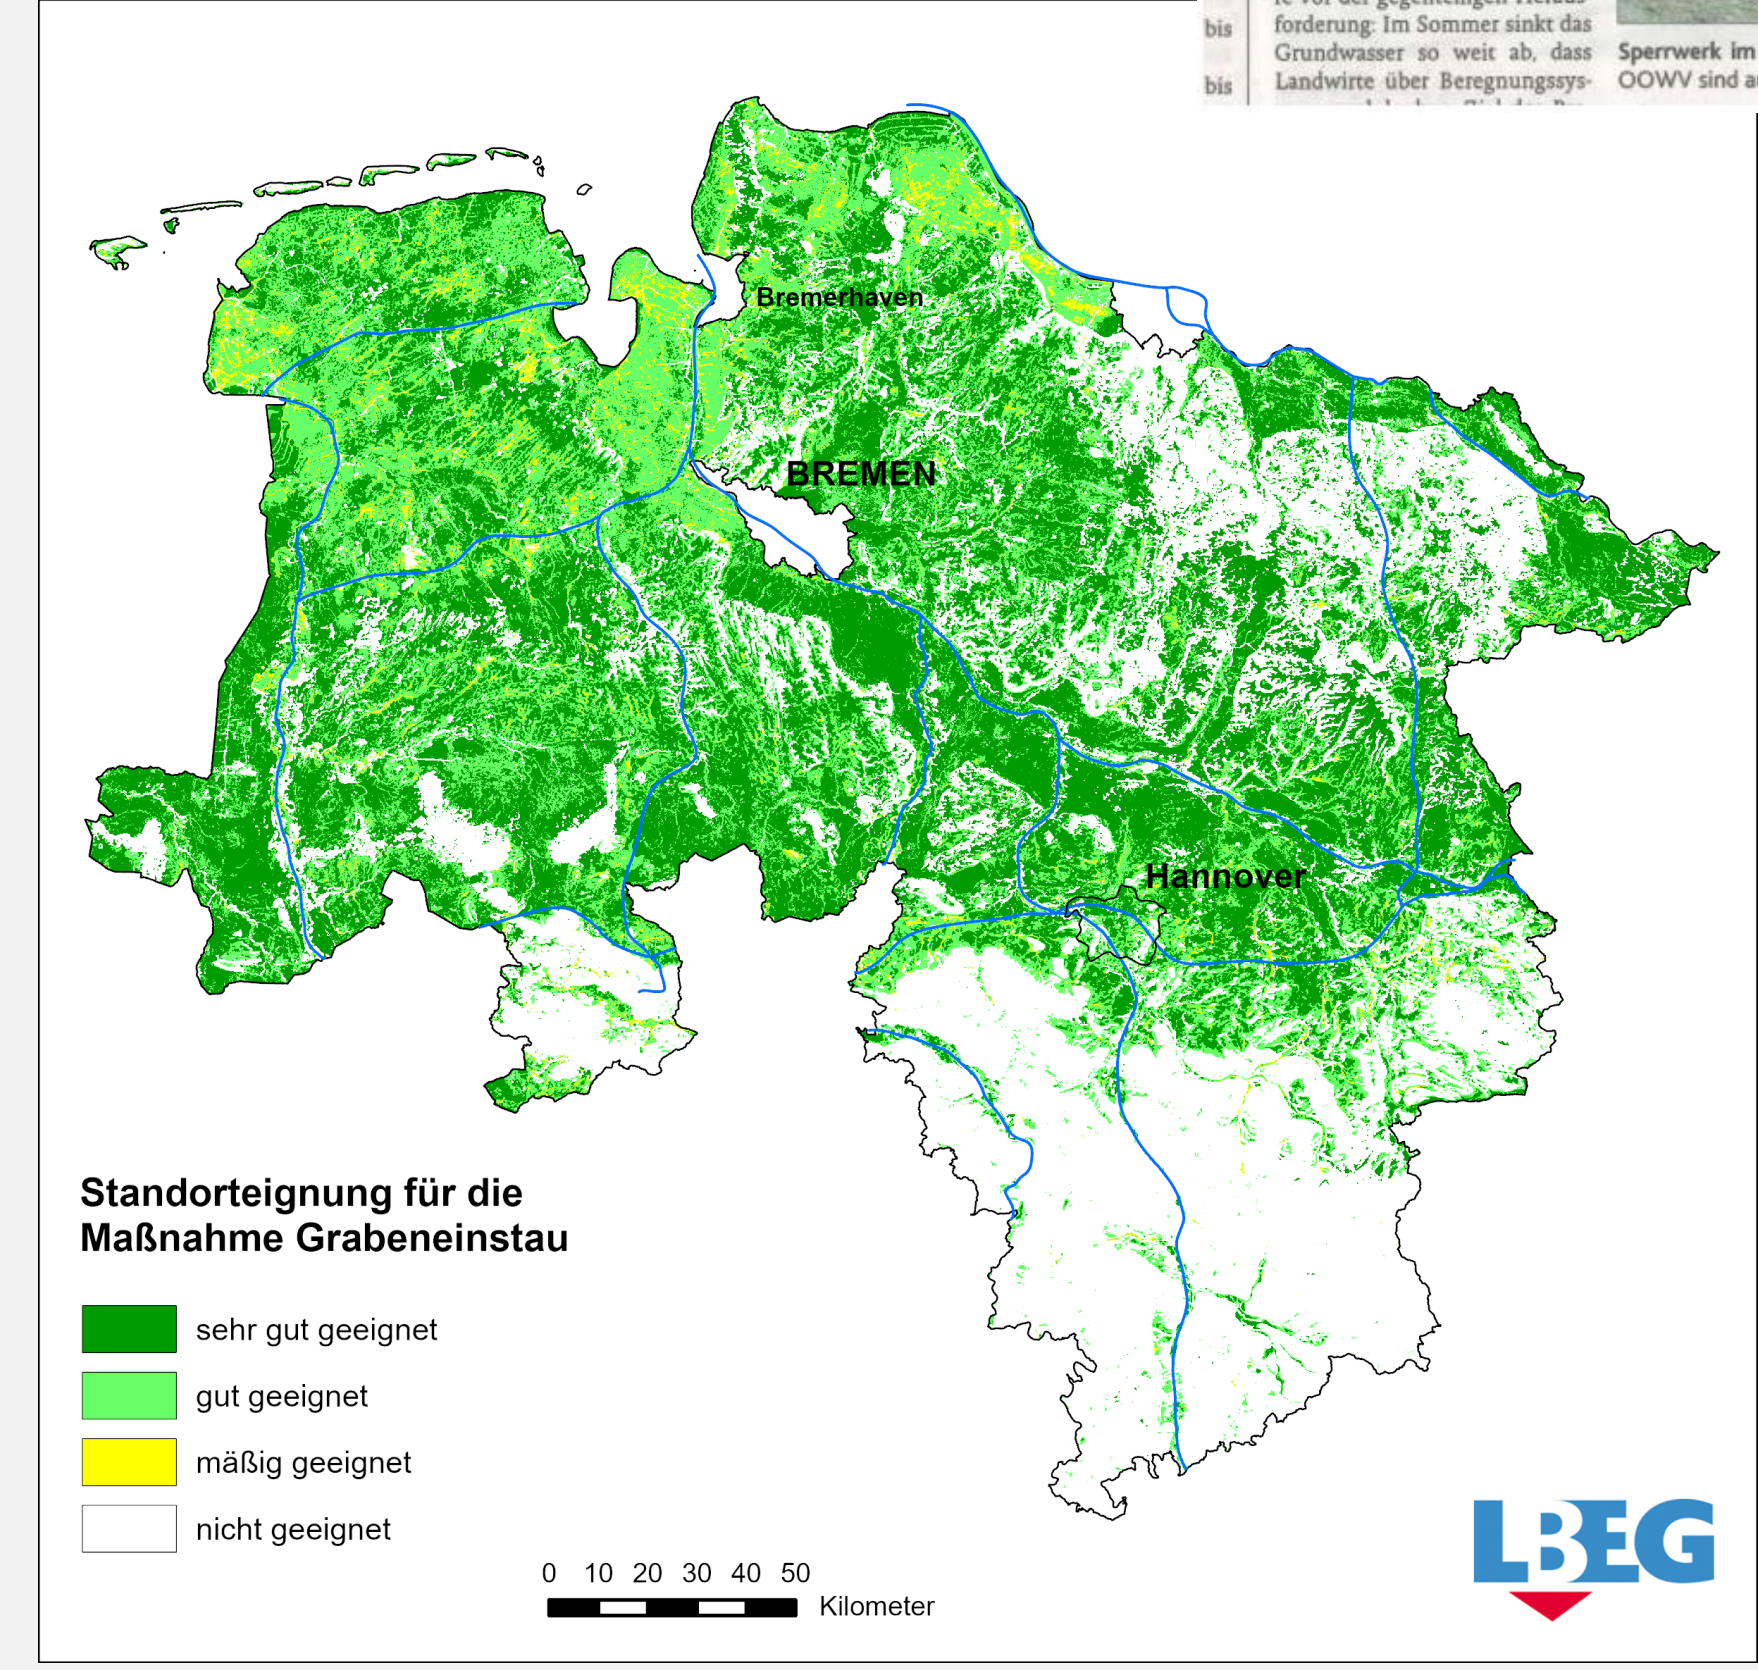 bis
forderung: Im Sommer sinkt das
Grundwasser so weit ab, dass
bis
Landwirte über Beregnungssys-
Sperrwerk im
OOWV sind
Bremerhaven
BREMEN
Hannover
Standorteignung für die
Maßnahme Grabeneinstau
sehr gut geeignet
gut geeignet
mäßig geeignet
nicht geeignet
0 10 20 30 40 50
Kilometer
LBEG